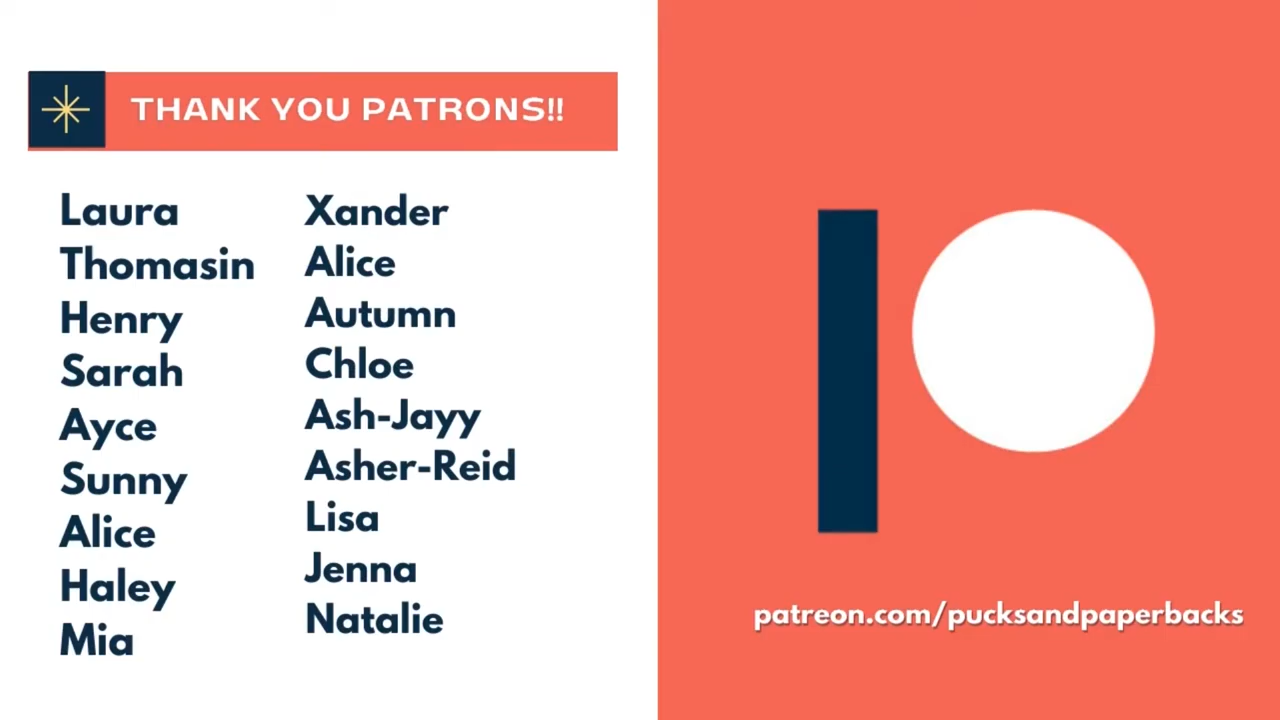 THANK YOU PATRONS!!
Laura
Thomasin
Henry
Sarah
Ayce
Sunny
Alice
Haley
Mia
Xander
Alice
Autumn
Chloe
Ash-Jayy
Asher-Reid
Lisa
Jenna
Natalie
patreon.com/pucksandpaperbacks